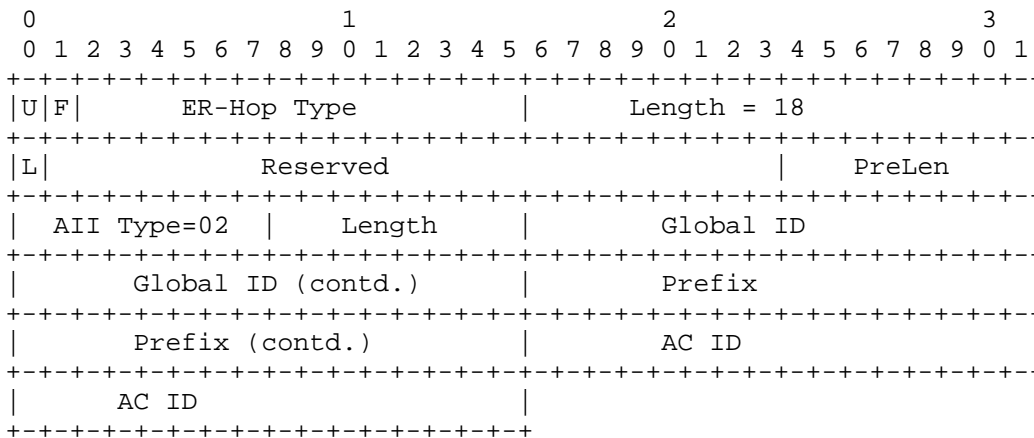 0                   1                   2                   3
 0 1 2 3 4 5 6 7 8 9 0 1 2 3 4 5 6 7 8 9 0 1 2 3 4 5 6 7 8 9 0 1
+-+-+-+-+-+-+-+-+-+-+-+-+-+-+-+-+-+-+-+-+-+-+-+-+-+-+-+-+-+-+-+-
|U|F|       ER-Hop Type         |      Length = 18
+-+-+-+-+-+-+-+-+-+-+-+-+-+-+-+-+-+-+-+-+-+-+-+-+-+-+-+-+-+-+-+-
|L|             Reserved                        |    PreLen
+-+-+-+-+-+-+-+-+-+-+-+-+-+-+-+-+-+-+-+-+-+-+-+-+-+-+-+-+-+-+-+-
|  AII Type=02  |    Length     |        Global ID
+-+-+-+-+-+-+-+-+-+-+-+-+-+-+-+-+-+-+-+-+-+-+-+-+-+-+-+-+-+-+-+-
|       Global ID (contd.)      |        Prefix
+-+-+-+-+-+-+-+-+-+-+-+-+-+-+-+-+-+-+-+-+-+-+-+-+-+-+-+-+-+-+-+-
|       Prefix (contd.)         |        AC ID
+-+-+-+-+-+-+-+-+-+-+-+-+-+-+-+-+-+-+-+-+-+-+-+-+-+-+-+-+-+-+-+-
|      AC ID                    |
+-+-+-+-+-+-+-+-+-+-+-+-+-+-+-+-+